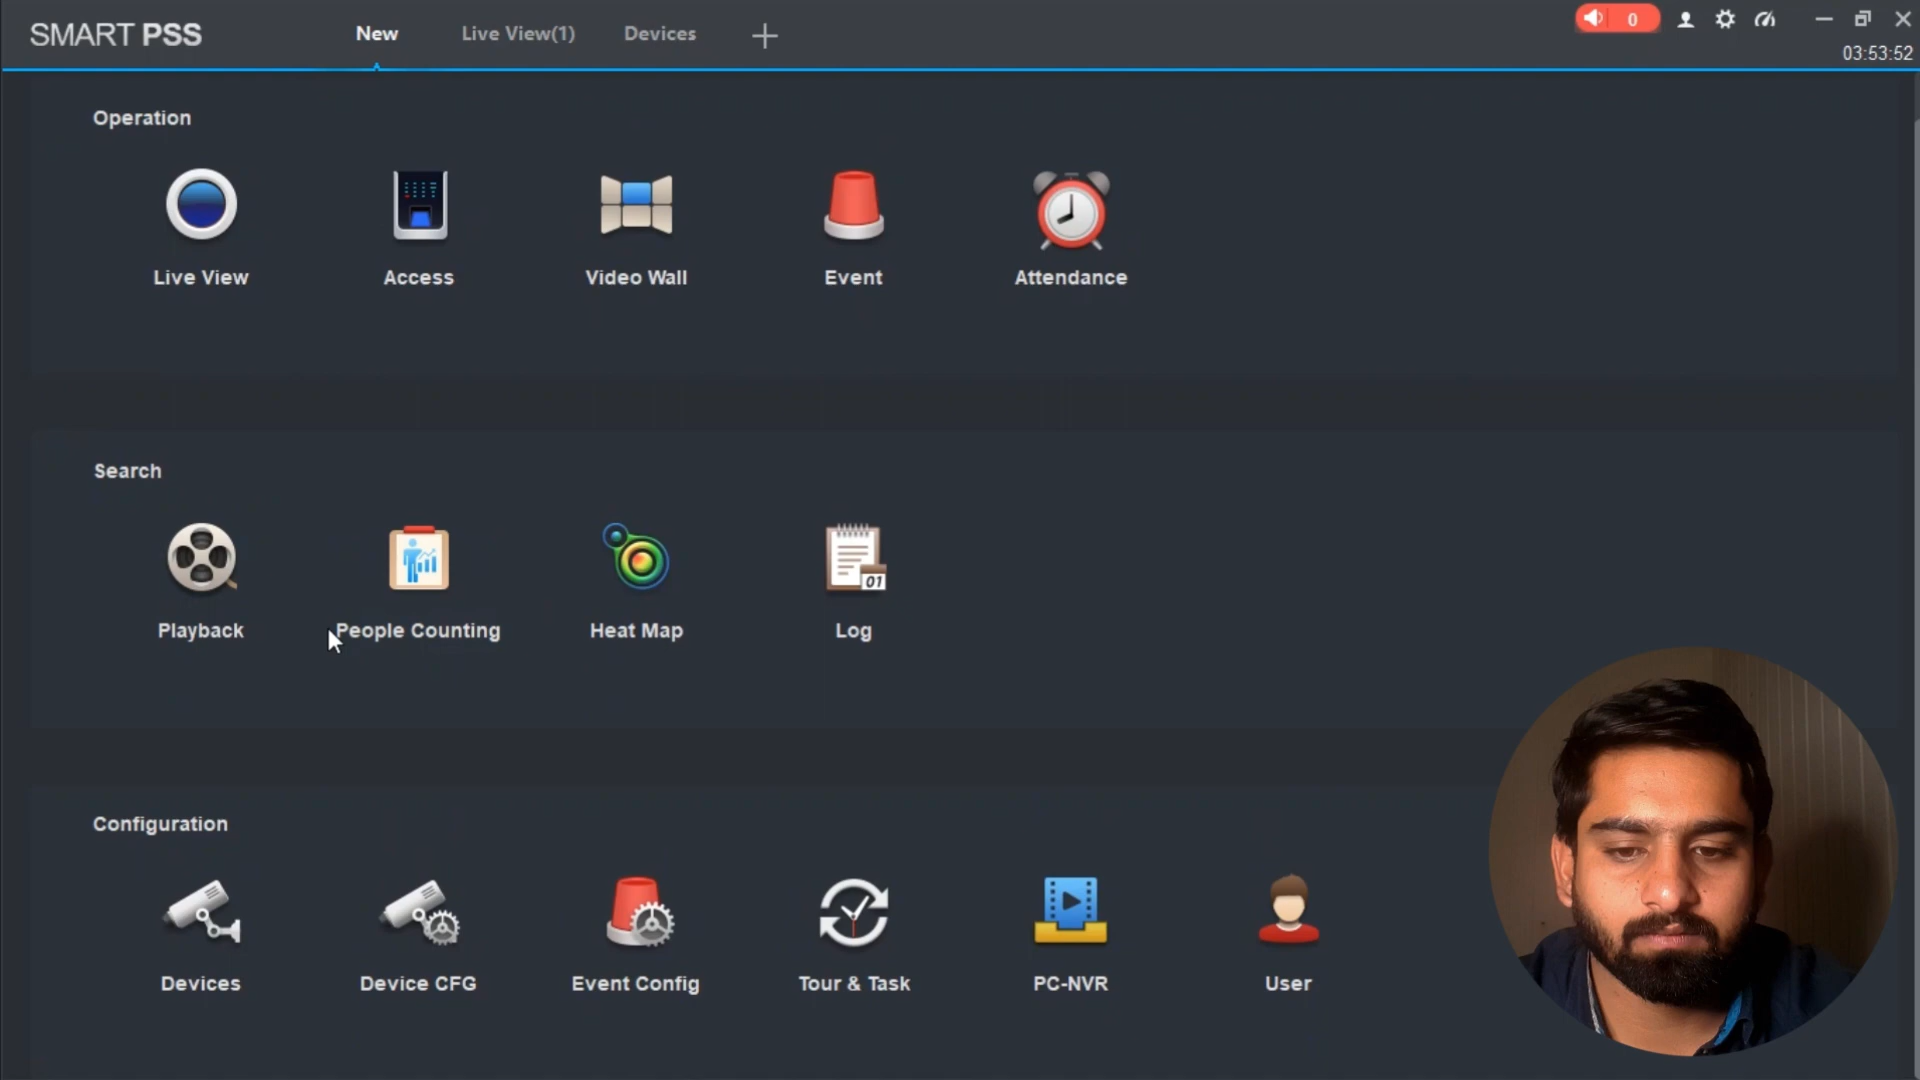 SMART PSS
New
Live View(1)
Devices
0
03:53:52
Operation
Live View
Access
Video Wall
Event
Attendance
Search
Playback
People Counting
Heat Map
Log
01
Configuration
Devices
Device CFG
Event Config
Tour & Task
PC-NVR
User